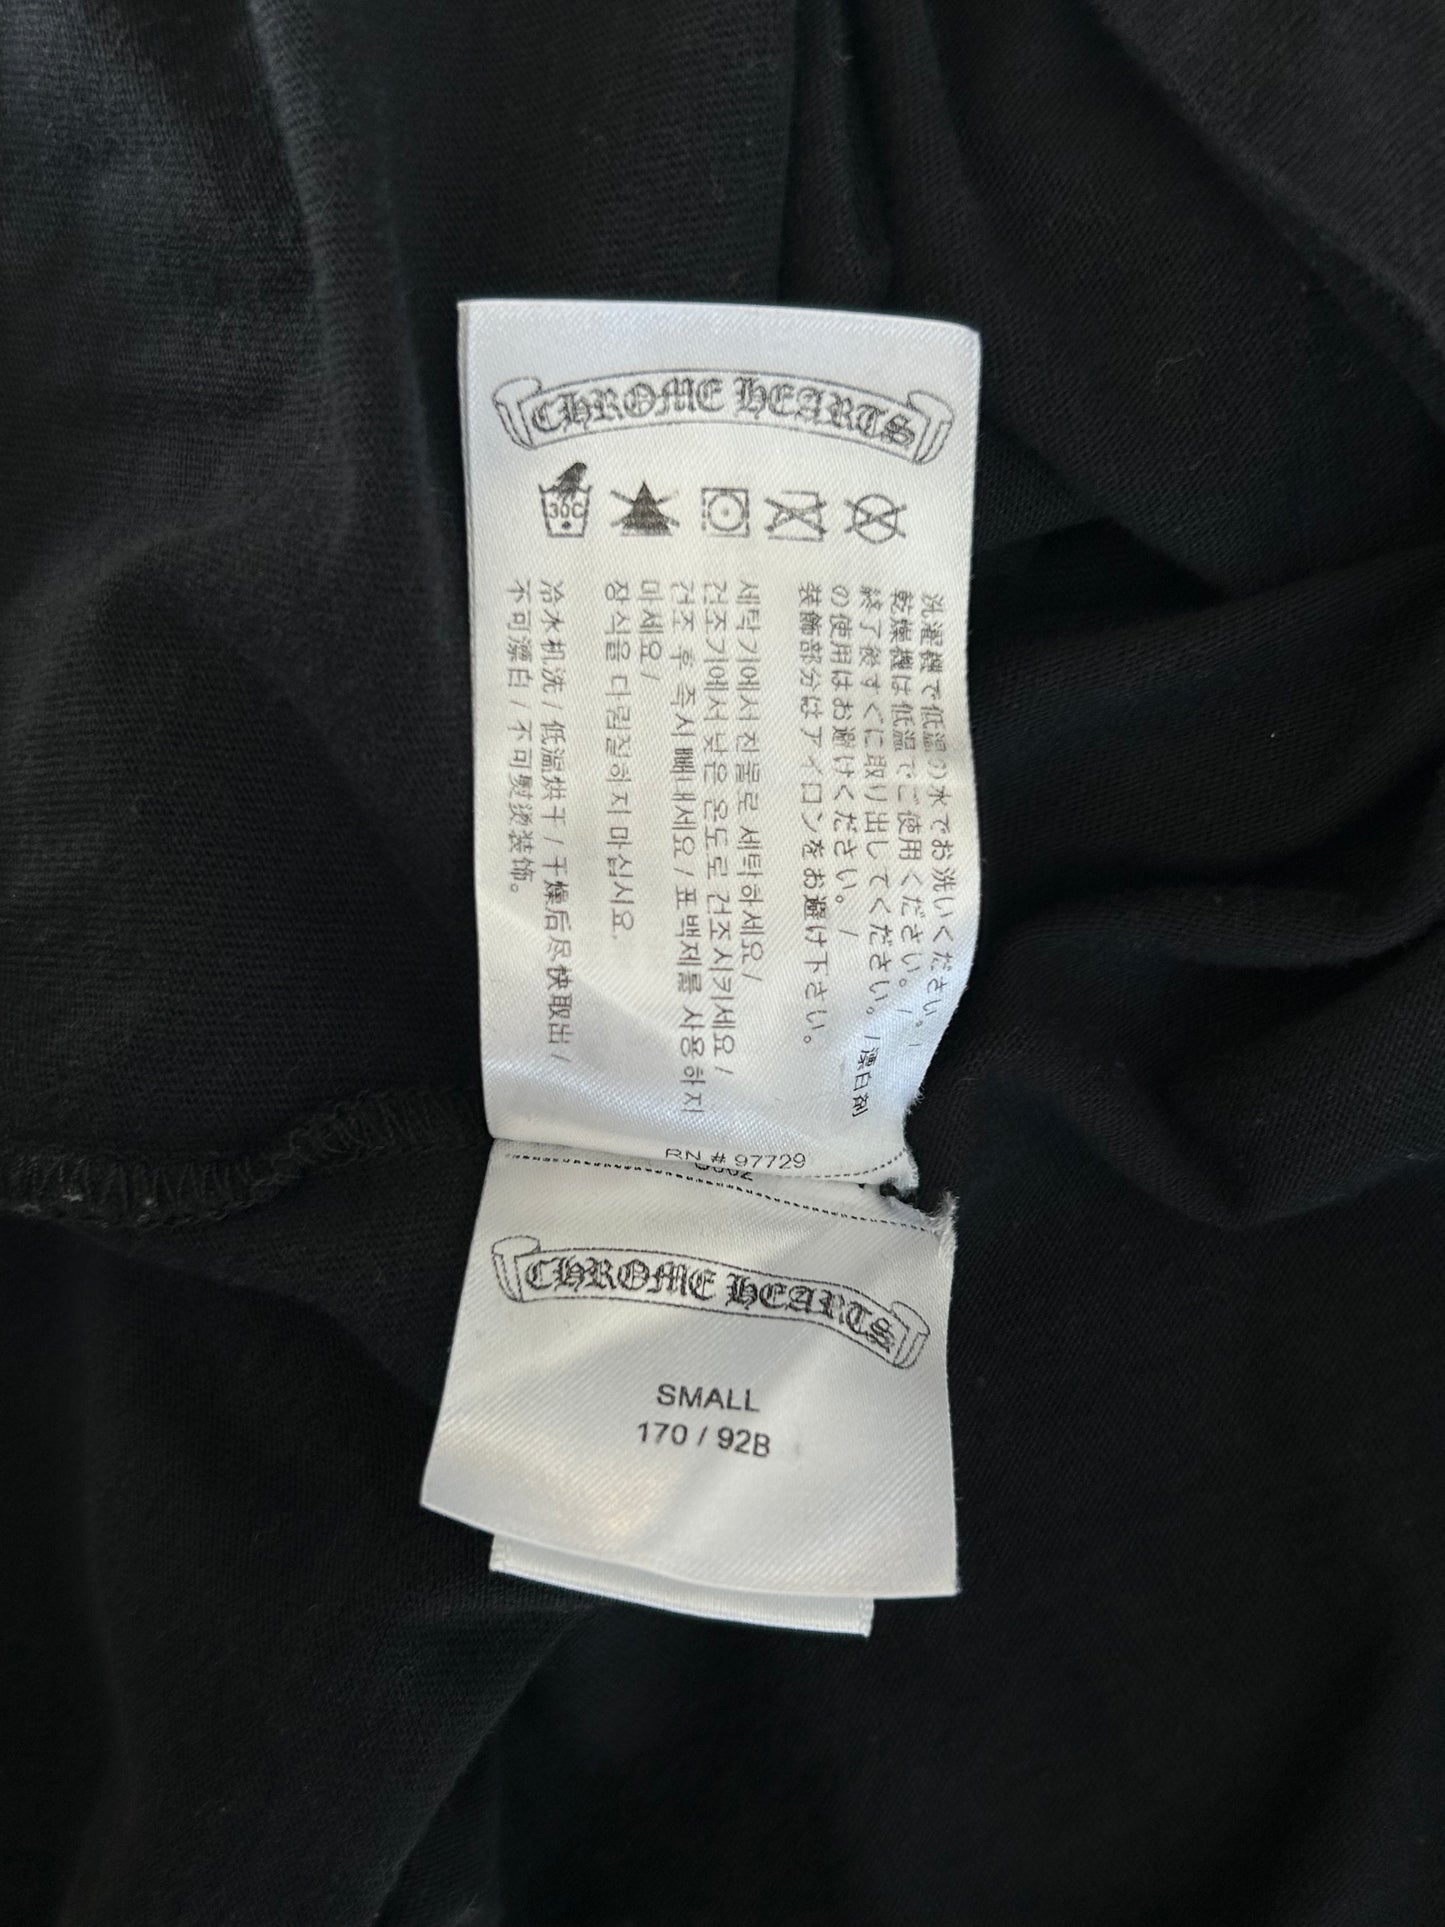 CHROME HEARTS
30C
洗濯機で低温の水でお洗いください。/
乾燥機は低温でご使用ください。/
終了後すぐに取り出してください。/漂白剤
の使用はお避けください。/
装飾部分はアイロンをお避け下さい。
세탁기에서 찬물로 세탁하세요/
건조기에서 낮은 온도로 건조시키세요/
건조 후 즉시 빼내세요/표백제를 사용하지
마세요/
장식을 다림질하지 마십시요.
冷水机洗/低温烘干/干燥后尽快取出/
不可漂白/不可熨烫装饰。
RN # 97729
CHROME HEARTS
SMALL
170 / 92B